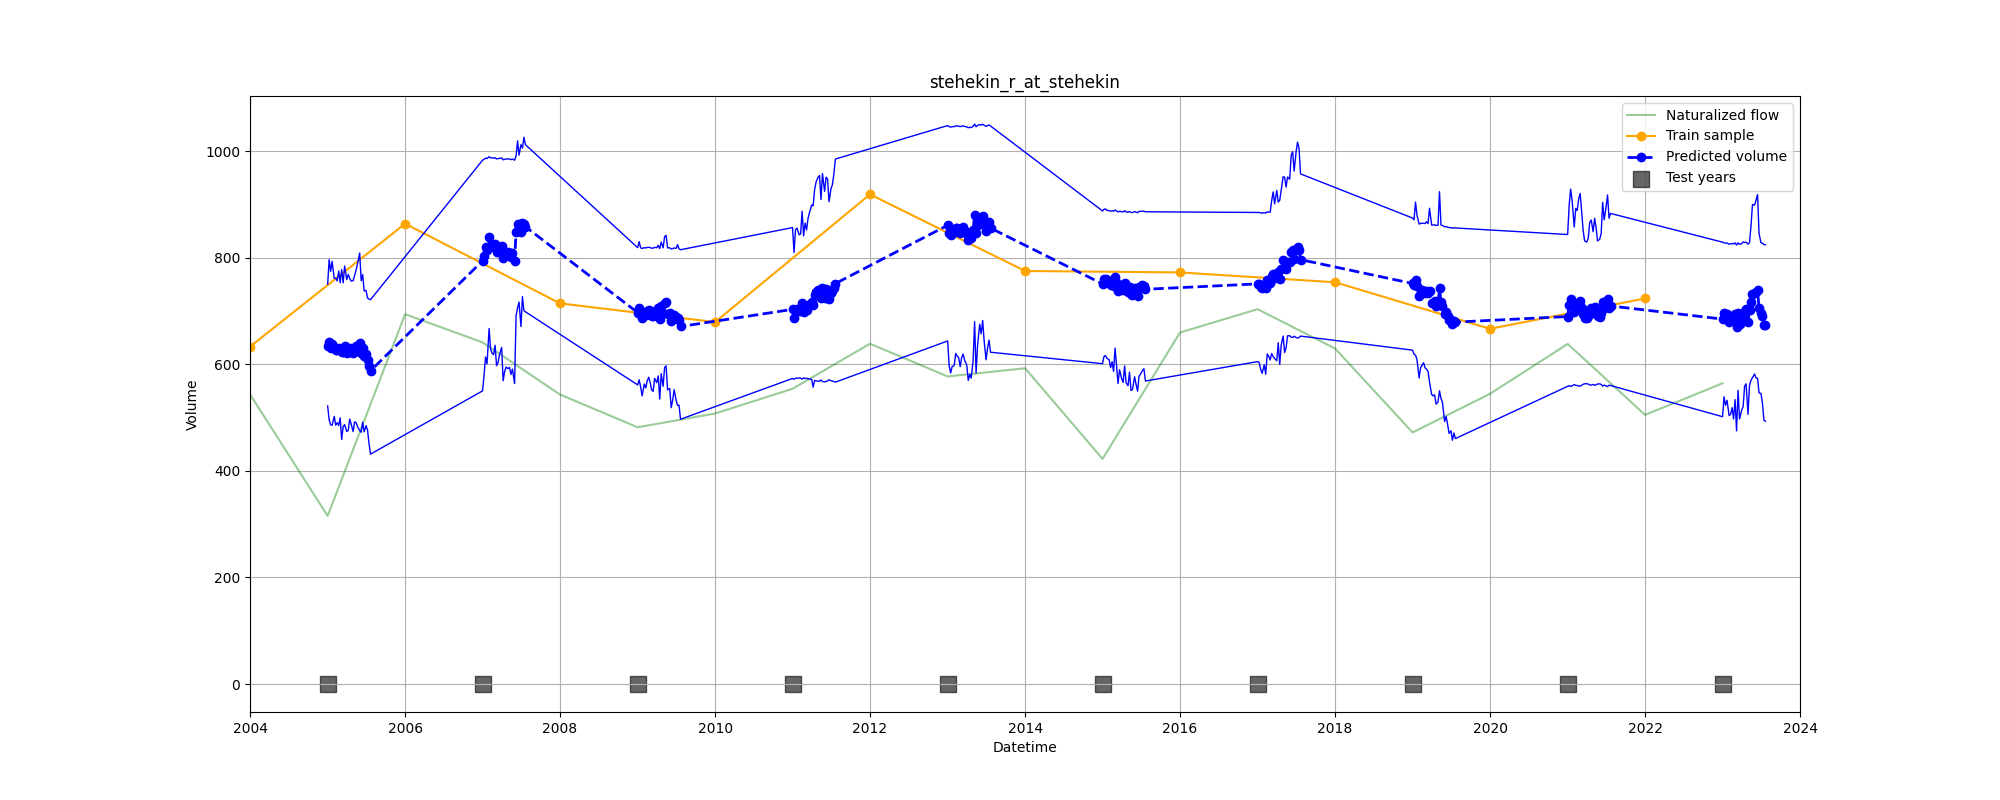 stehekin_r_at_stehekin
Naturalized flow
Train sample
Predicted volume
Test years
1000
800
600
400
200
0
Volume
2004 2006 2008 2010 2012 2014 2016 2018 2020 2022 2024
Datetime